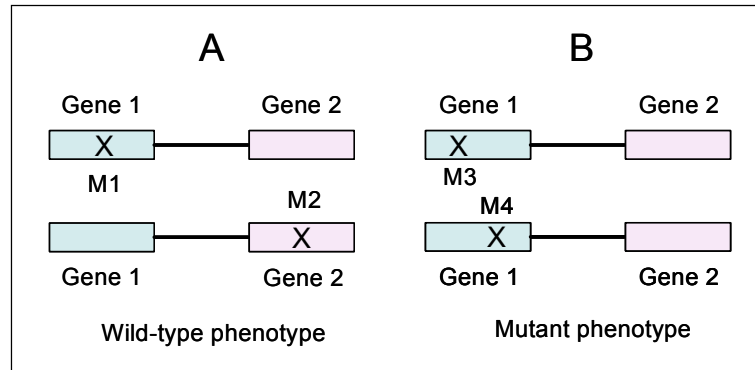 A
Gene 1 Gene 2
X
M1
M2
X
Gene 1 Gene 2
Wild-type phenotype
B
Gene 1 Gene 2
X
M3
M4
X
Gene 1 Gene 2
Mutant phenotype